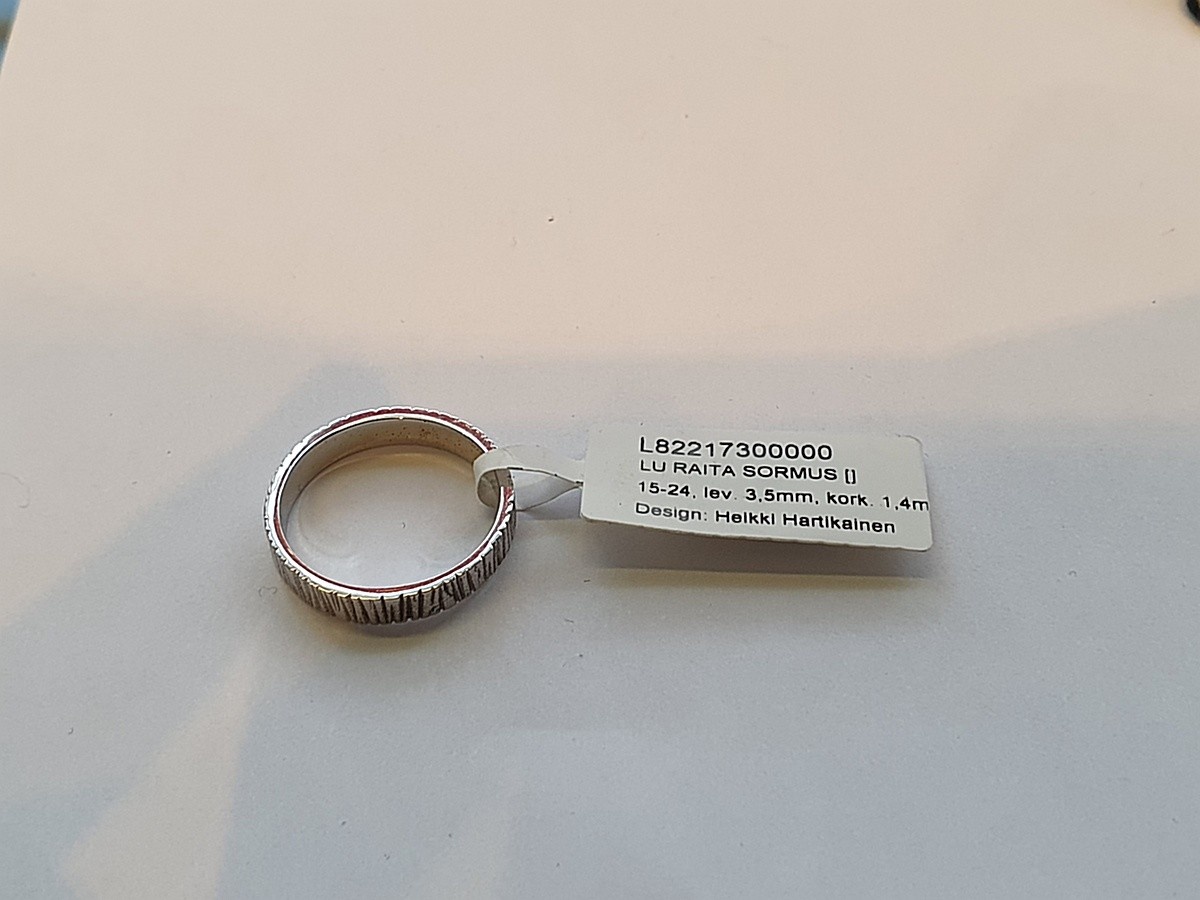 L82217300000
LU RAITA SORMUS []
15-24, lev. 3,5mm, kork. 1,4m
Design: Heikki Hartikainen